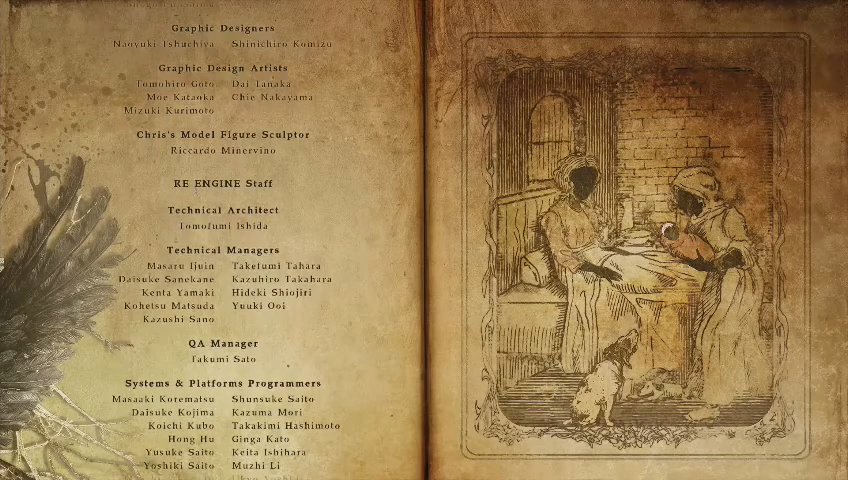 Graphic Designers
Naoyuki Tsuchiya Shinichiro Komizu
Graphic Design Artists
Tomohiro Goto Dai Tanaka
Moe Kataoka Chie Nakayama
Mizuki Kurimoto
Chris's Model Figure Sculptor
Riccardo Minervino
RE ENGINE Staff
Technical Architect
Tomofumi Ishida
Technical Managers
Masaru Ijuin Taketumi Tahara
Daisuke Sanekane Kazuhiro Takahara
Kenta Yamaki Hideki Shiojiri
Kohetsu Matsuda Yuuki Ooi
Kazushi Sano
QA Manager
Takumi Sato
Systems & Platforms Programmers
Masaaki Korematsu Shunsuke Saito
Daisuke Kojima Kazuma Mori
Koichi Kubo Takakimi Hashimoto
Hong Hu Ginga Kato
Yusuke Saito Keita Ishihara
Yoshiki Saito Muzhi Li